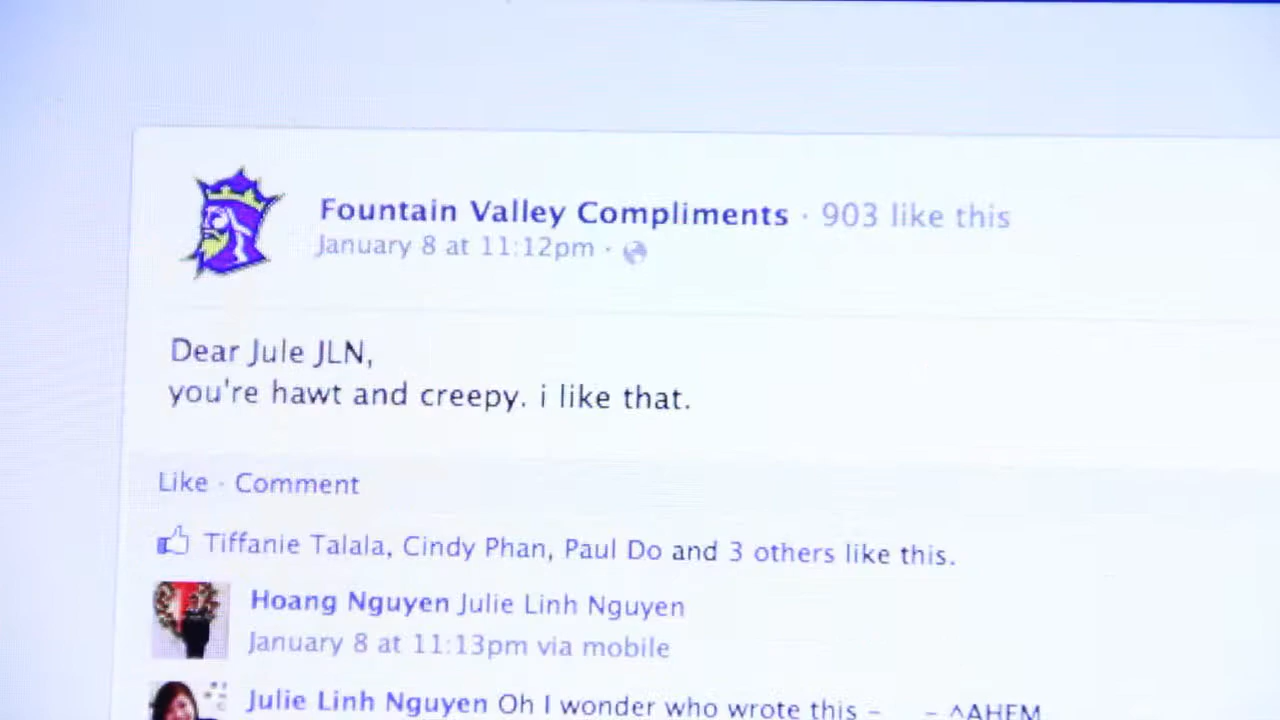 Fountain Valley Compliments · 903 like this
January 8 at 11:12pm ·
Dear Jule JLN,
you're hawt and creepy. i like that.
Like · Comment
Tiffanie Talala, Cindy Phan, Paul Do and 3 others like this.
Hoang Nguyen Julie Linh Nguyen
January 8 at 11:13pm via mobile
Julie Linh Nguyen Oh I wonder who wrote this -__- ^AHEM